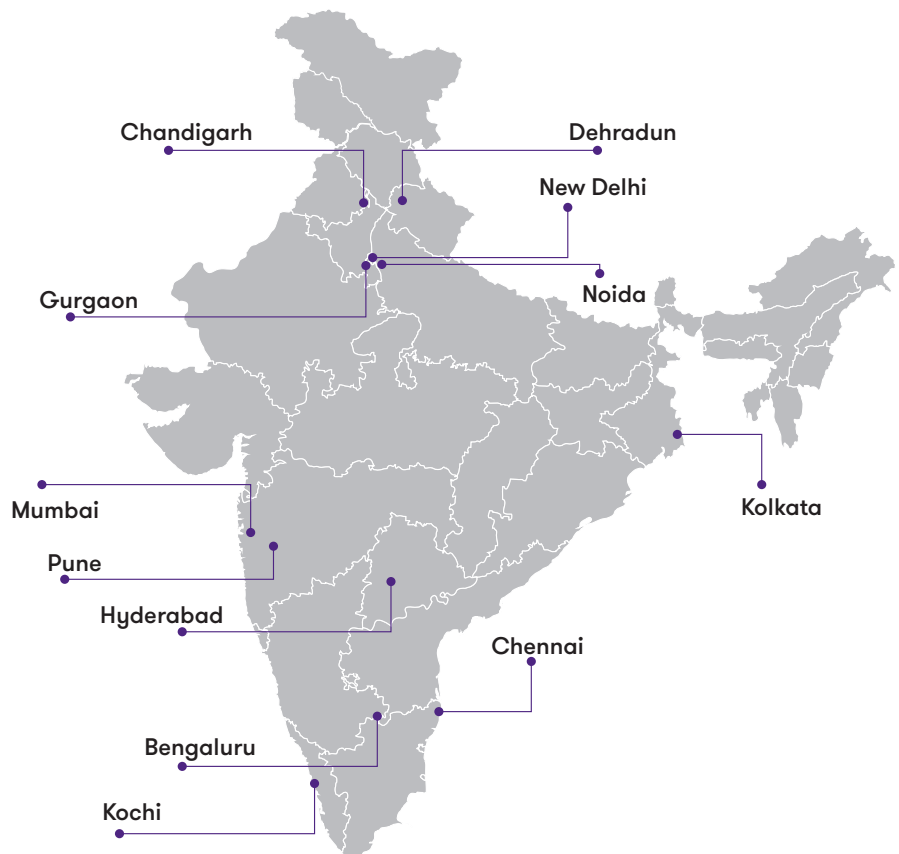 Chandigarh
Dehradun
New Delhi
Noida
Gurgaon
Kolkata
Mumbai
Pune
Hyderabad
Chennai
Bengaluru
Kochi